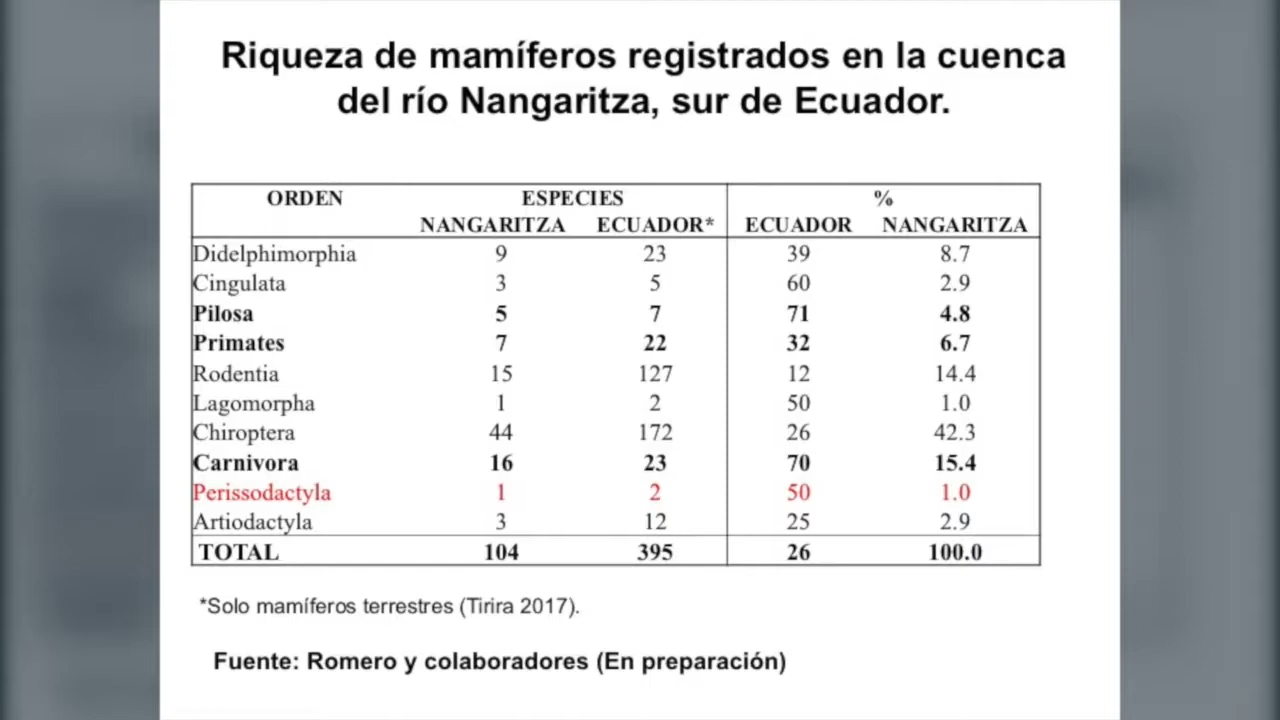 Riqueza de mamíferos registrados en la cuenca
del río Nangaritza, sur de Ecuador.
ORDEN ESPECIES %
NANGARITZA ECUADOR* ECUADOR NANGARITZA
Didelphimorphia 9 23 39 8.7
Cingulata 3 5 60 2.9
Pilosa 5 7 71 4.8
Primates 7 22 32 6.7
Rodentia 15 127 12 14.4
Lagomorpha 1 2 50 1.0
Chiroptera 44 172 26 42.3
Carnivora 16 23 70 15.4
Perissodactyla 1 2 50 1.0
Artiodactyla 3 12 25 2.9
TOTAL 104 395 26 100.0
*Solo mamíferos terrestres (Tirira 2017).
Fuente: Romero y colaboradores (En preparación)